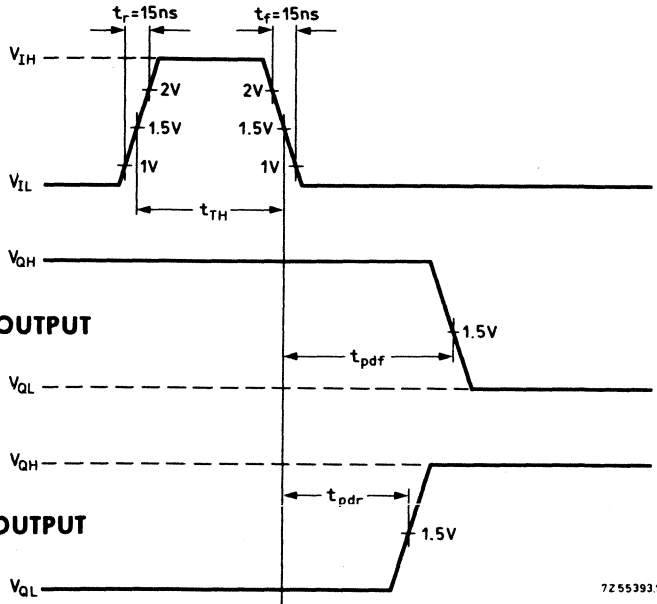 tr=15ns
tf=15ns
VIH
2V
2V
1.5V
1.5V
1V
1V
VIL
tTH
VQH
OUTPUT
1.5V
tpdf
VQL
VQH
tpdr
OUTPUT
1.5V
VQL
7Z55393